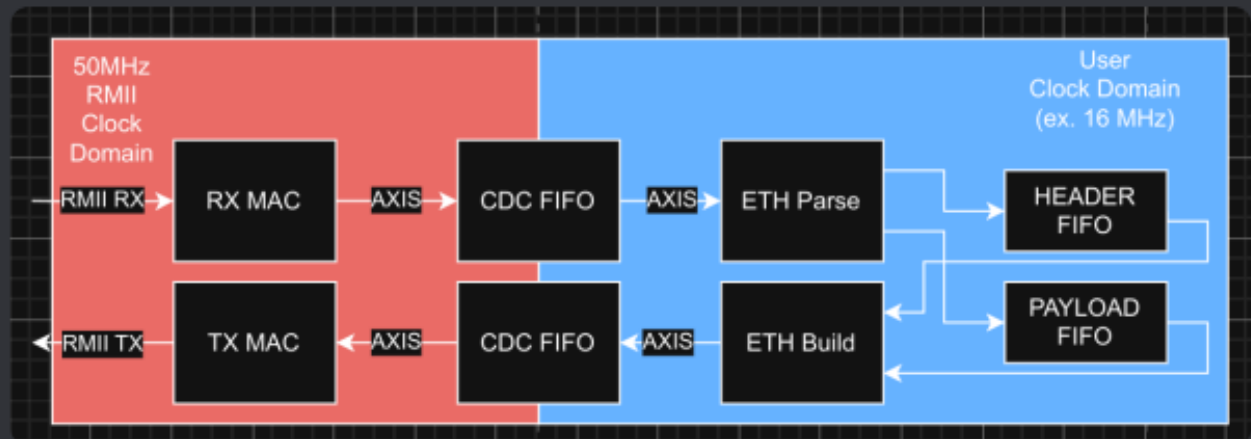 50MHz
RMII
Clock
Domain
User
Clock Domain
(ex. 16 MHz)
RMII RX
RX MAC
AXIS
CDC FIFO
AXIS
ETH Parse
HEADER
FIFO
RMII TX
TX MAC
AXIS
CDC FIFO
AXIS
ETH Build
PAYLOAD
FIFO